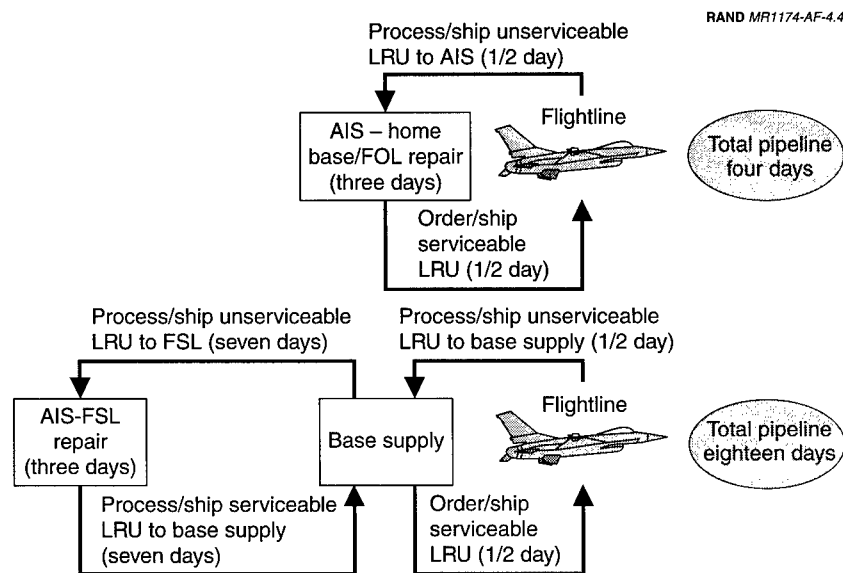 RAND MR1174-AF-4.4
Process/ship unserviceable
LRU to AIS (1/2 day)
Flightline
AIS – home
base/FOL repair
(three days)
Total pipeline
four days
Order/ship
serviceable
LRU (1/2 day)
Process/ship unserviceable
LRU to FSL (seven days)
Process/ship unserviceable
LRU to base supply (1/2 day)
Flightline
AIS-FSL
repair
(three days)
Base supply
Total pipeline
eighteen days
Process/ship serviceable
LRU to base supply
(seven days)
Order/ship
serviceable
LRU (1/2 day)